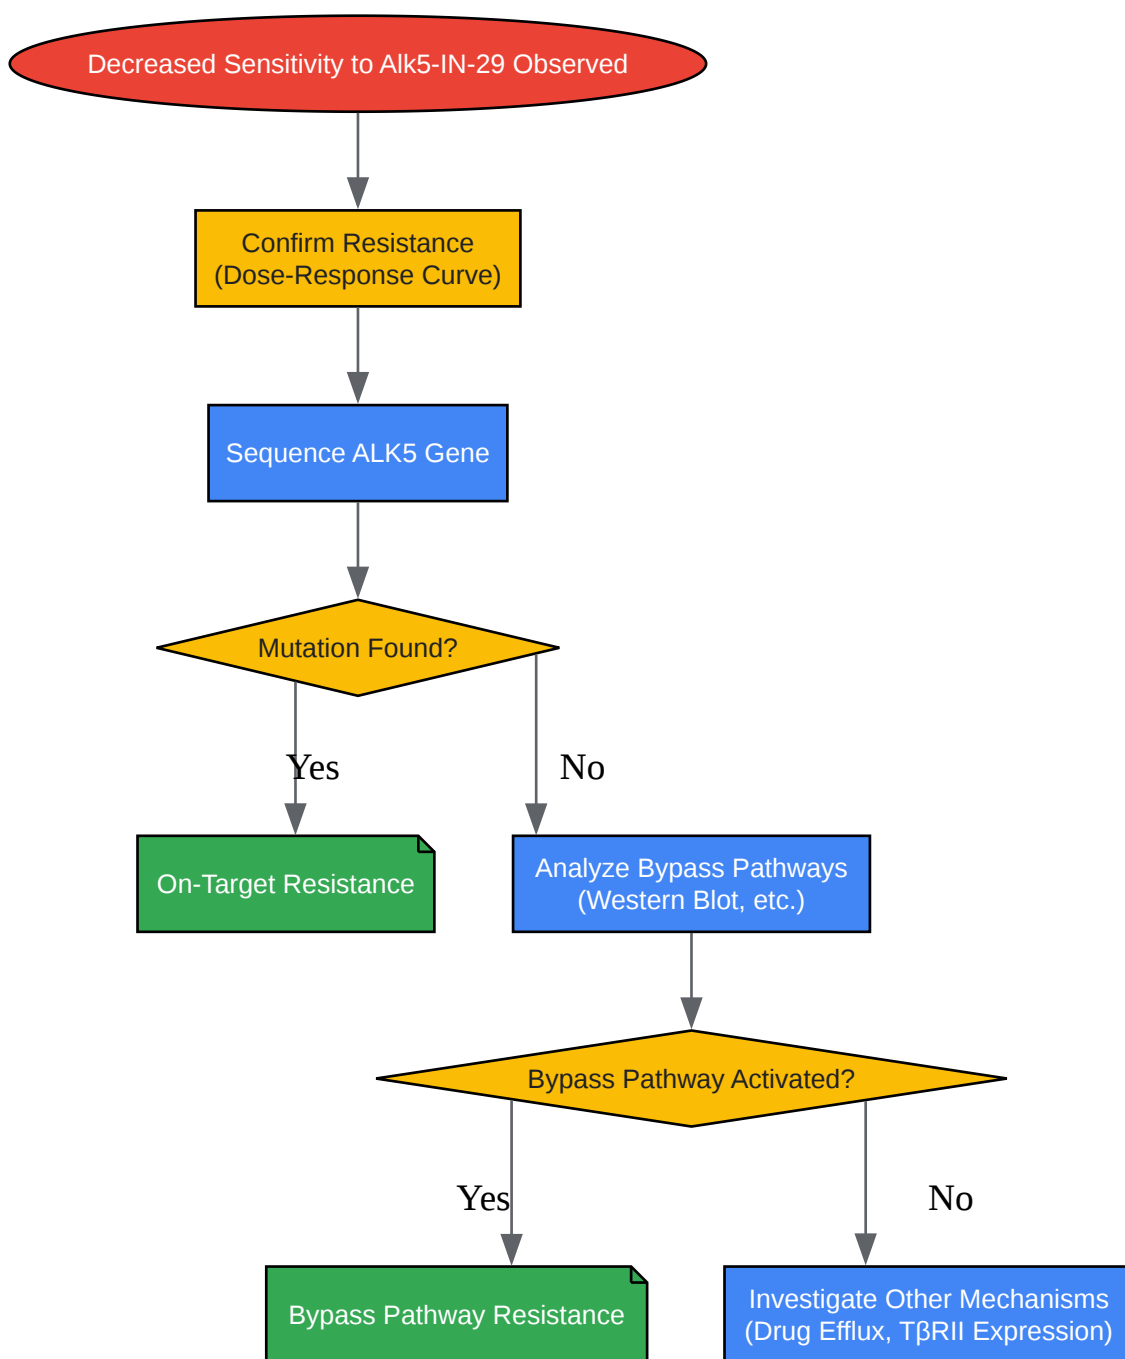 Decreased Sensitivity to Alk5-IN-29 Observed
Confirm Resistance
(Dose-Response Curve)
Sequence ALK5 Gene
Mutation Found?
Yes
No
On-Target Resistance
Analyze Bypass Pathways
(Western Blot, etc.)
Bypass Pathway Activated?
Yes
No
Bypass Pathway Resistance
Investigate Other Mechanisms
(Drug Efflux, TβRII Expression)